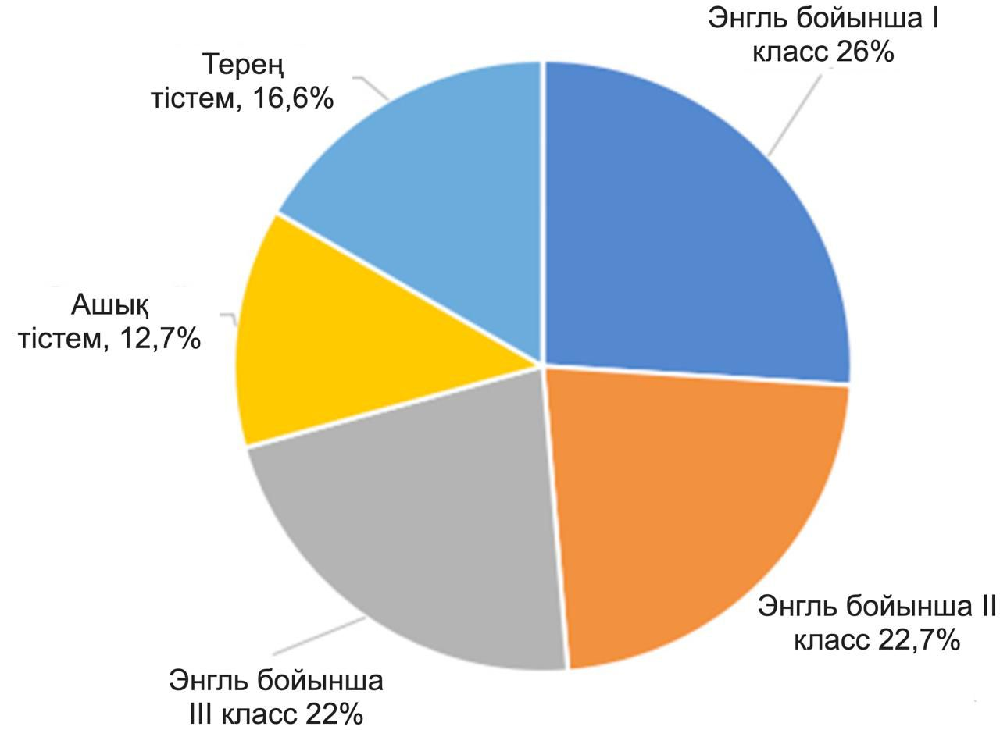 Энгль бойынша I
класс 26%
Терең
тістем, 16,6%
Ашық
тістем, 12,7%
Энгль бойынша II
класс 22,7%
Энгль бойынша
III класс 22%